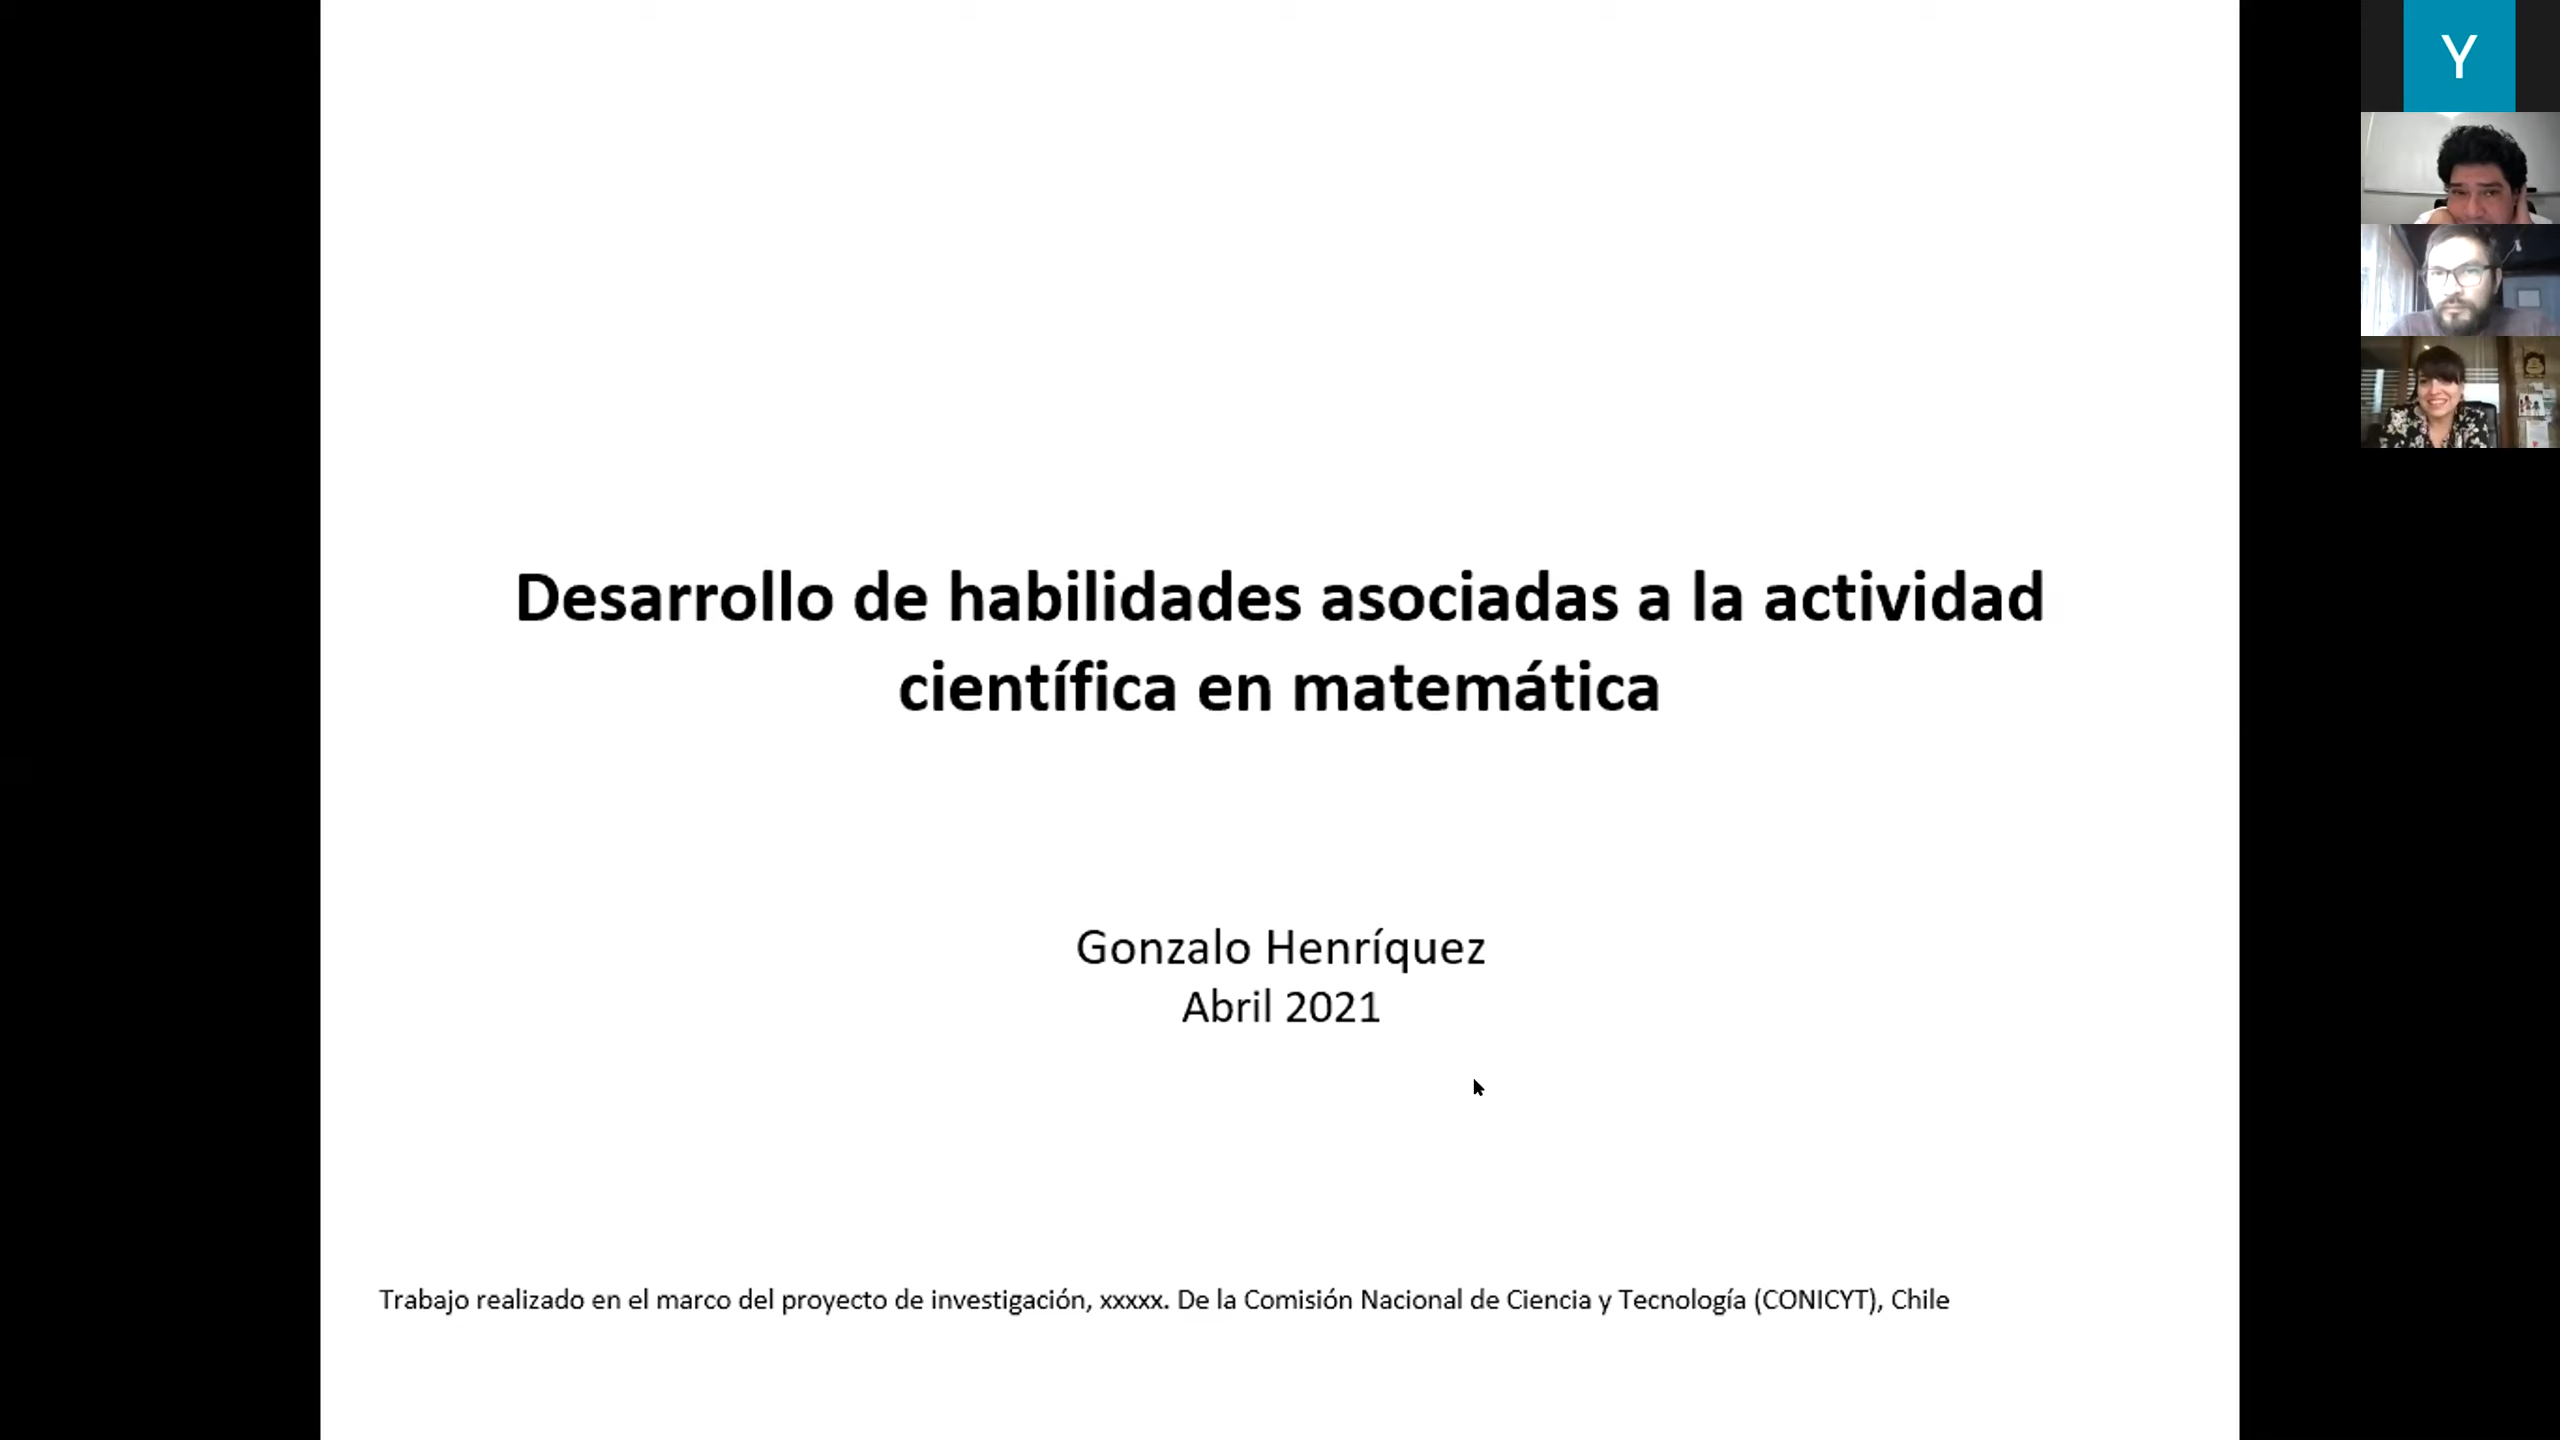 Y
Desarrollo de habilidades asociadas a la actividad
científica en matemática
Gonzalo Henríquez
Abril 2021
Trabajo realizado en el marco del proyecto de investigación, xxxxx. De la Comisión Nacional de Ciencia y Tecnología (CONICYT), Chile